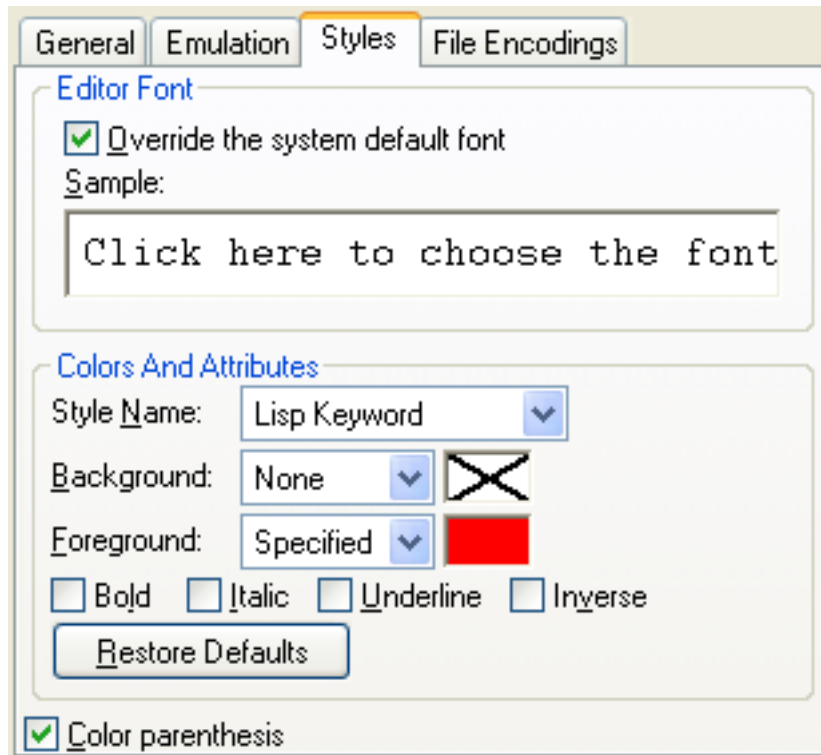 General Emulation Styles File Encodings
Editor Font
Override the system default font
Sample:
Click here to choose the font
Colors And Attributes
Style Name: Lisp Keyword
Background: None
Foreground: Specified
Bold Italic Underline Inverse
Restore Defaults
Color parenthesis